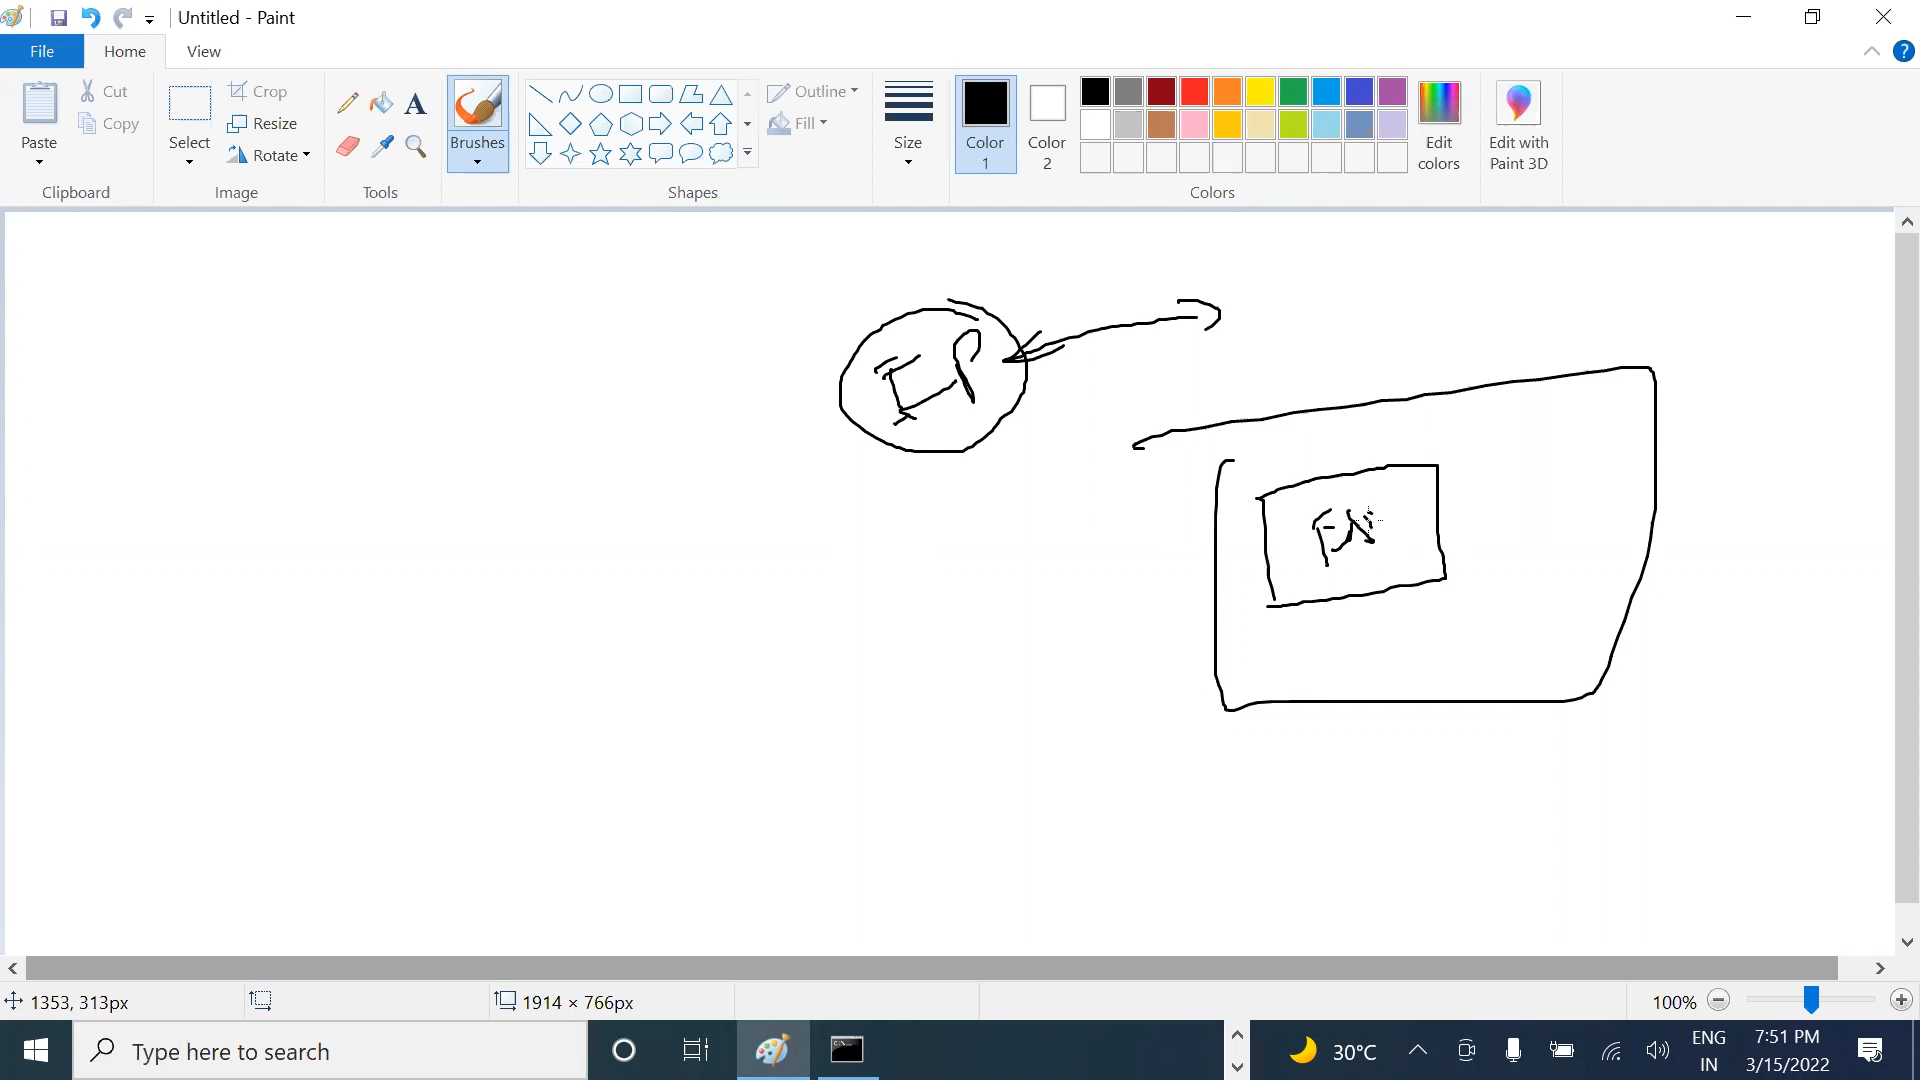 Untitled - Paint
File Home View
Paste
Cut
Copy
Clipboard
Select
Crop
Resize
Rotate
Image
Tools
Brushes
Outline
Fill
Shapes
Size
Color
1
Color
2
Edit
colors
Colors
Edit with
Paint 3D
IP
1353, 313px
1914 × 766px
100%
Type here to search
30°C
ENG
IN
7:51 PM
3/15/2022